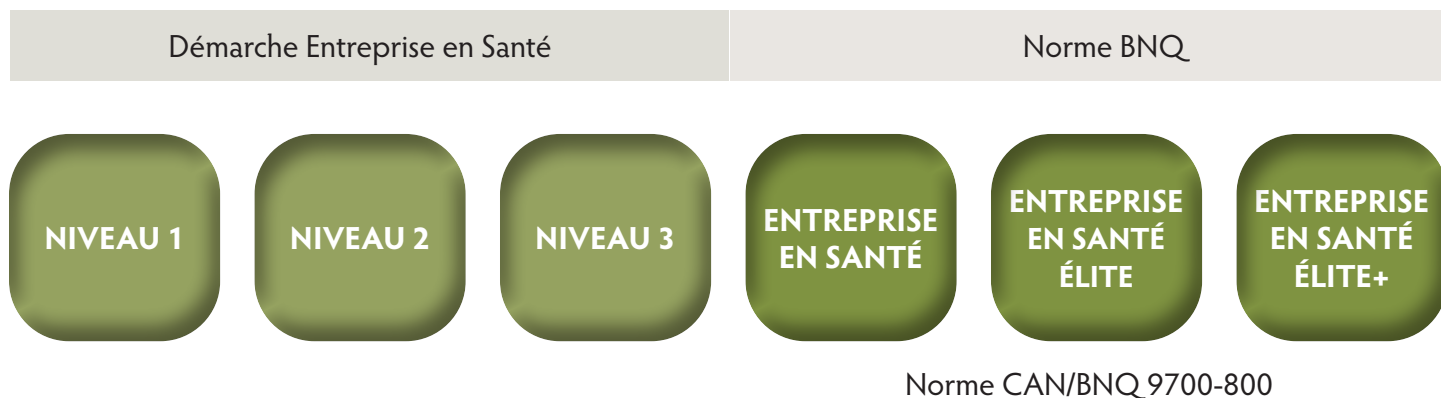 Démarche Entreprise en Santé
Norme BNQ
NIVEAU 1
NIVEAU 2
NIVEAU 3
ENTREPRISE
EN SANTÉ
ENTREPRISE
EN SANTÉ
ÉLITE
ENTREPRISE
EN SANTÉ
ÉLITE+
Norme CAN/BNQ 9700-800